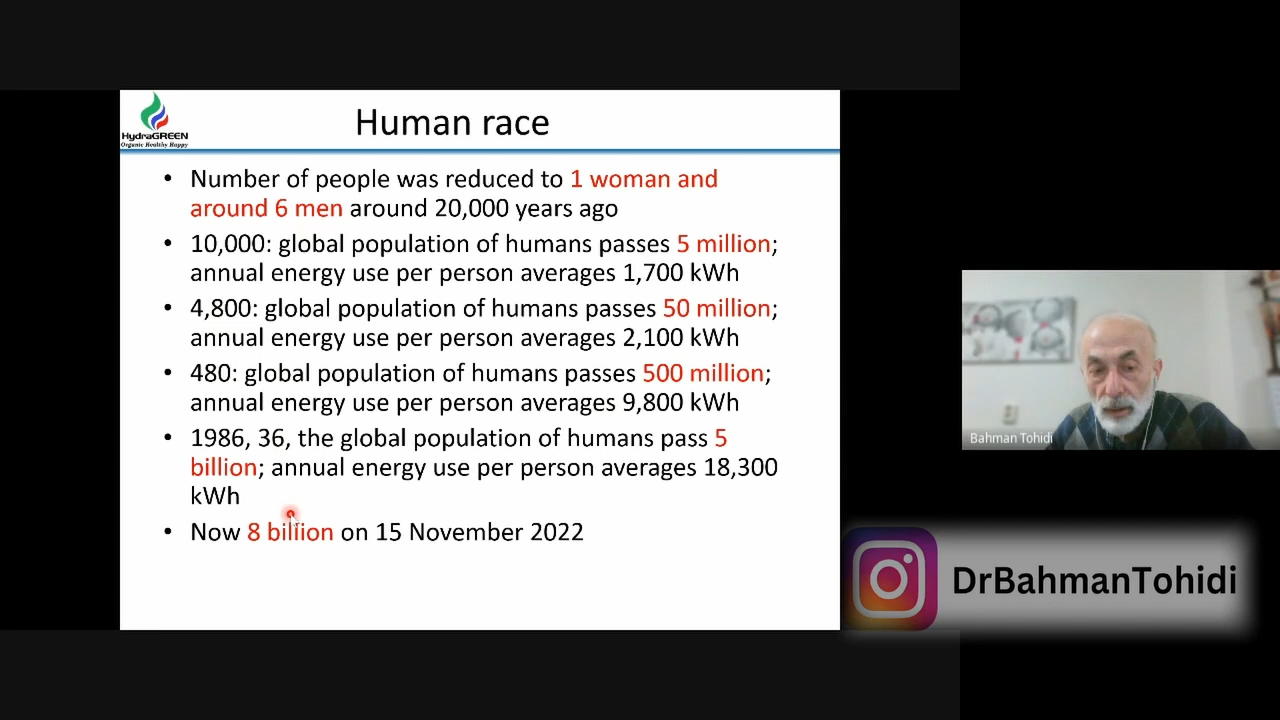 HydraGREEN
Organic Healthy Happy
Human race
• Number of people was reduced to 1 woman and
around 6 men around 20,000 years ago
• 10,000: global population of humans passes 5 million;
annual energy use per person averages 1,700 kWh
• 4,800: global population of humans passes 50 million;
annual energy use per person averages 2,100 kWh
• 480: global population of humans passes 500 million;
annual energy use per person averages 9,800 kWh
• 1986, 36, the global population of humans pass 5
billion; annual energy use per person averages 18,300
kWh
• Now 8 billion on 15 November 2022
Bahman Tohidi
DrBahmanTohidi